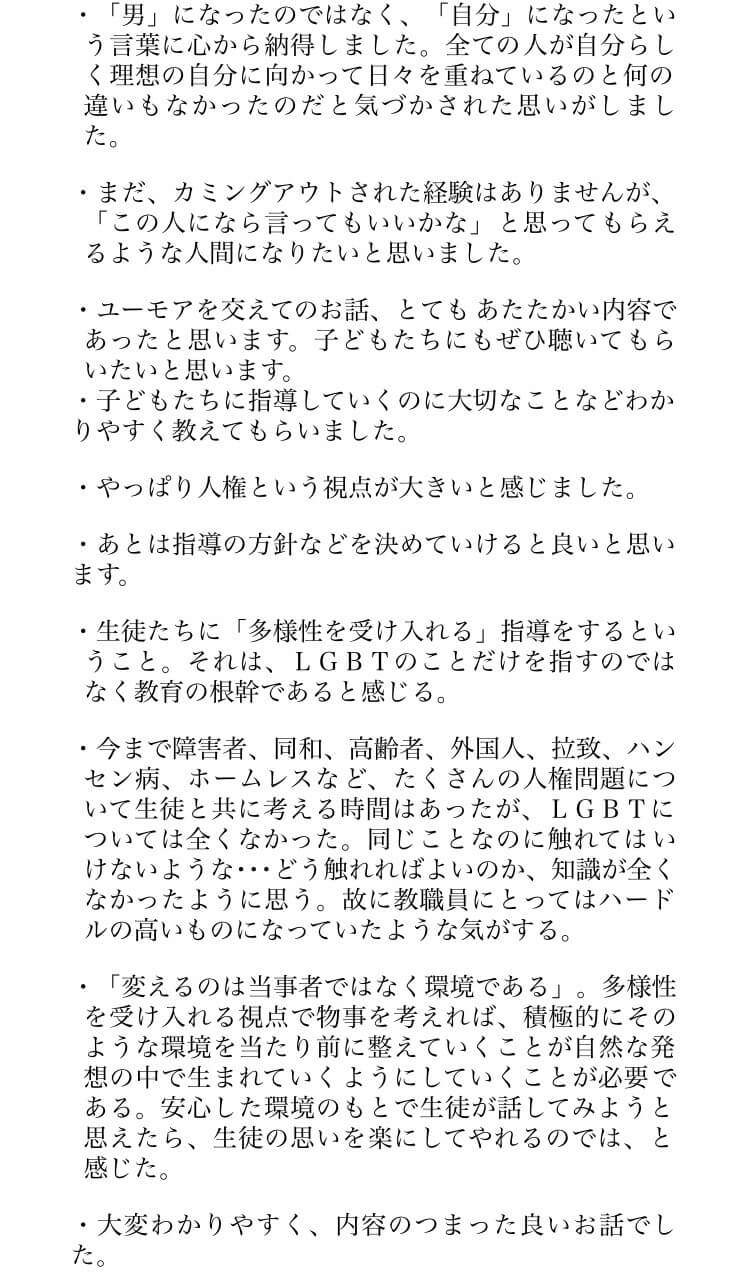 ・「男」になったのではなく、「自分」になったとい
う言葉に心から納得しました。全ての人が自分らし
く理想の自分に向かって日々を重ねているのと何の
違いもなかったのだと気づかされた思いがしまし
た。
・まだ、カミングアウトされた経験はありませんが、
「この人になら言ってもいいかな」と思ってもらえ
るような人間になりたいと思いました。
・ユーモアを交えてのお話、とても あたたかい内容で
あったと思います。子どもたちにもぜひ聴いてもら
いたいと思います。
・子どもたちに指導していくのに大切なことなどわか
りやすく教えてもらいました。
・やっぱり人権という視点が大きいと感じました。
・あとは指導の方針などを決めていけると良いと思い
ます。
・生徒たちに「多様性を受け入れる」指導をするとい
うこと。それは、ＬＧＢＴのことだけを指すのでは
なく教育の根幹であると感じる。
・今まで障害者、同和、高齢者、外国人、拉致、ハン
セン病、ホームレスなど、たくさんの人権問題につ
いて生徒と共に考える時間はあったが、ＬＧＢＴに
ついては全くなかった。同じことなのに触れてはい
けないような･･･どう触れればよいのか、知識が全く
なかったように思う。故に教職員にとってはハード
ルの高いものになっていたような気がする。
・「変えるのは当事者ではなく環境である」。多様性
を受け入れる視点で物事を考えれば、積極的にその
ような環境を当たり前に整えていくことが自然な発
想の中で生まれていくようにしていくことが必要で
ある。安心した環境のもとで生徒が話してみようと
思えたら、生徒の思いを楽にしてやれるのでは、と
感じた。
・大変わかりやすく、内容のつまった良いお話でし
た。